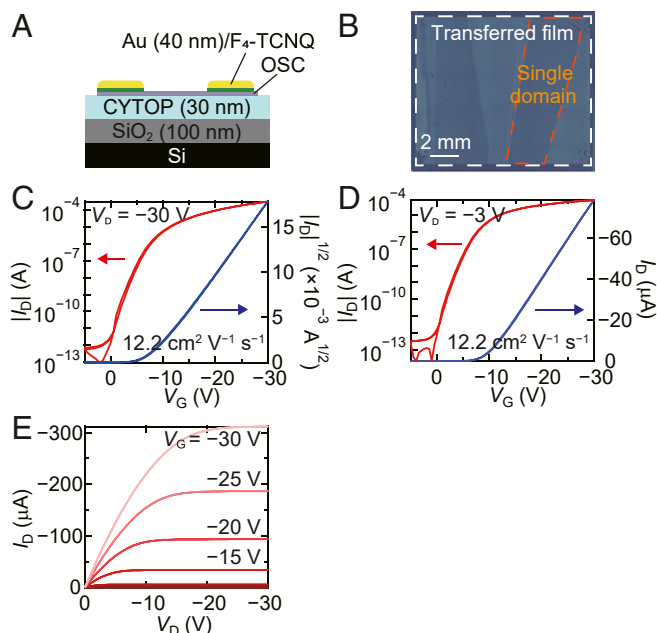 A
Au (40 nm)/F₄-TCNQ
OSC
CYTOP (30 nm)
SiO₂ (100 nm)
Si
B
Transferred film
Single
domain
2 mm
C
V_D = −30 V
10⁻⁴
10⁻⁷
10⁻¹⁰
10⁻¹³
|I_D| (A)
12.2 cm² V⁻¹ s⁻¹
10
0
|I_D|^1/2 (×10⁻³ A^1/2)
0 −10 −20 −30
V_G (V)
D
V_D = −3 V
10⁻⁴
10⁻⁷
10⁻¹⁰
10⁻¹³
|I_D| (A)
12.2 cm² V⁻¹ s⁻¹
−60
−40
−20
0
I_D (μA)
0 −10 −20 −30
V_G (V)
E
V_G = −30 V
−25 V
−20 V
−15 V
−300
−200
−100
0
I_D (μA)
0 −10 −20 −30
V_D (V)